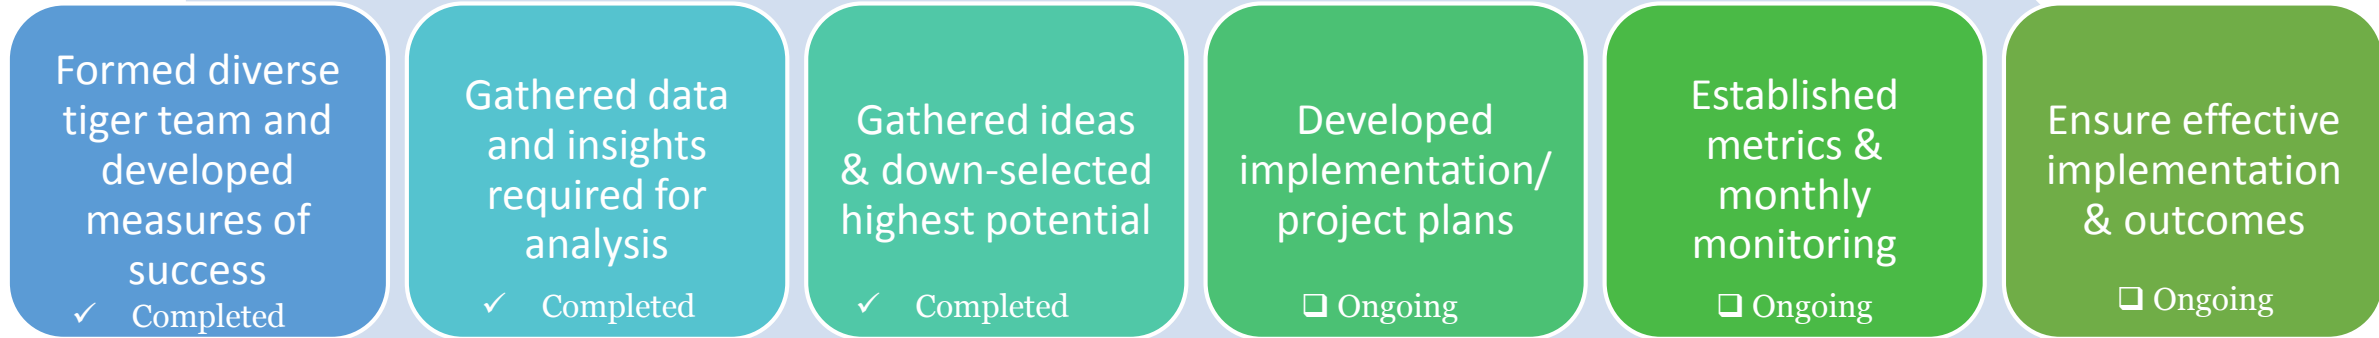 Formed diverse
tiger team and
developed
measures of
success
✓ Completed
Gathered data
and insights
required for
analysis
✓ Completed
Gathered ideas
& down-selected
highest potential
✓ Completed
Developed
implementation/
project plans
❑ Ongoing
Established
metrics &
monthly
monitoring
❑ Ongoing
Ensure effective
implementation
& outcomes
❑ Ongoing